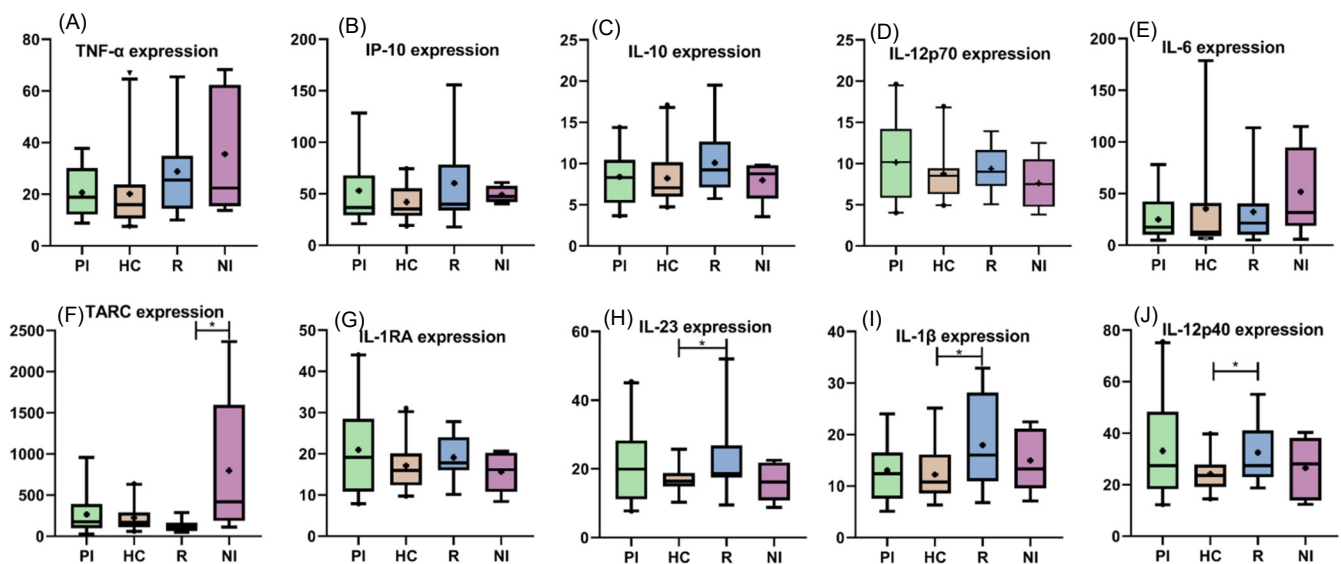 (A)
TNF-α expression
80
60
40
20
0
PI HC R NI
(B)
IP-10 expression
200
150
100
50
0
PI HC R NI
(C)
IL-10 expression
25
20
15
10
5
0
PI HC R NI
(D)
IL-12p70 expression
25
20
15
10
5
0
PI HC R NI
(E)
IL-6 expression
200
150
100
50
0
PI HC R NI
(F)
TARC expression
*
2500
2000
1500
1000
500
0
PI HC R NI
(G)
IL-1RA expression
50
40
30
20
10
0
PI HC R NI
(H)
IL-23 expression
*
60
40
20
0
PI HC R NI
(I)
IL-1β expression
*
40
30
20
10
0
PI HC R NI
(J)
IL-12p40 expression
*
80
60
40
20
0
PI HC R NI